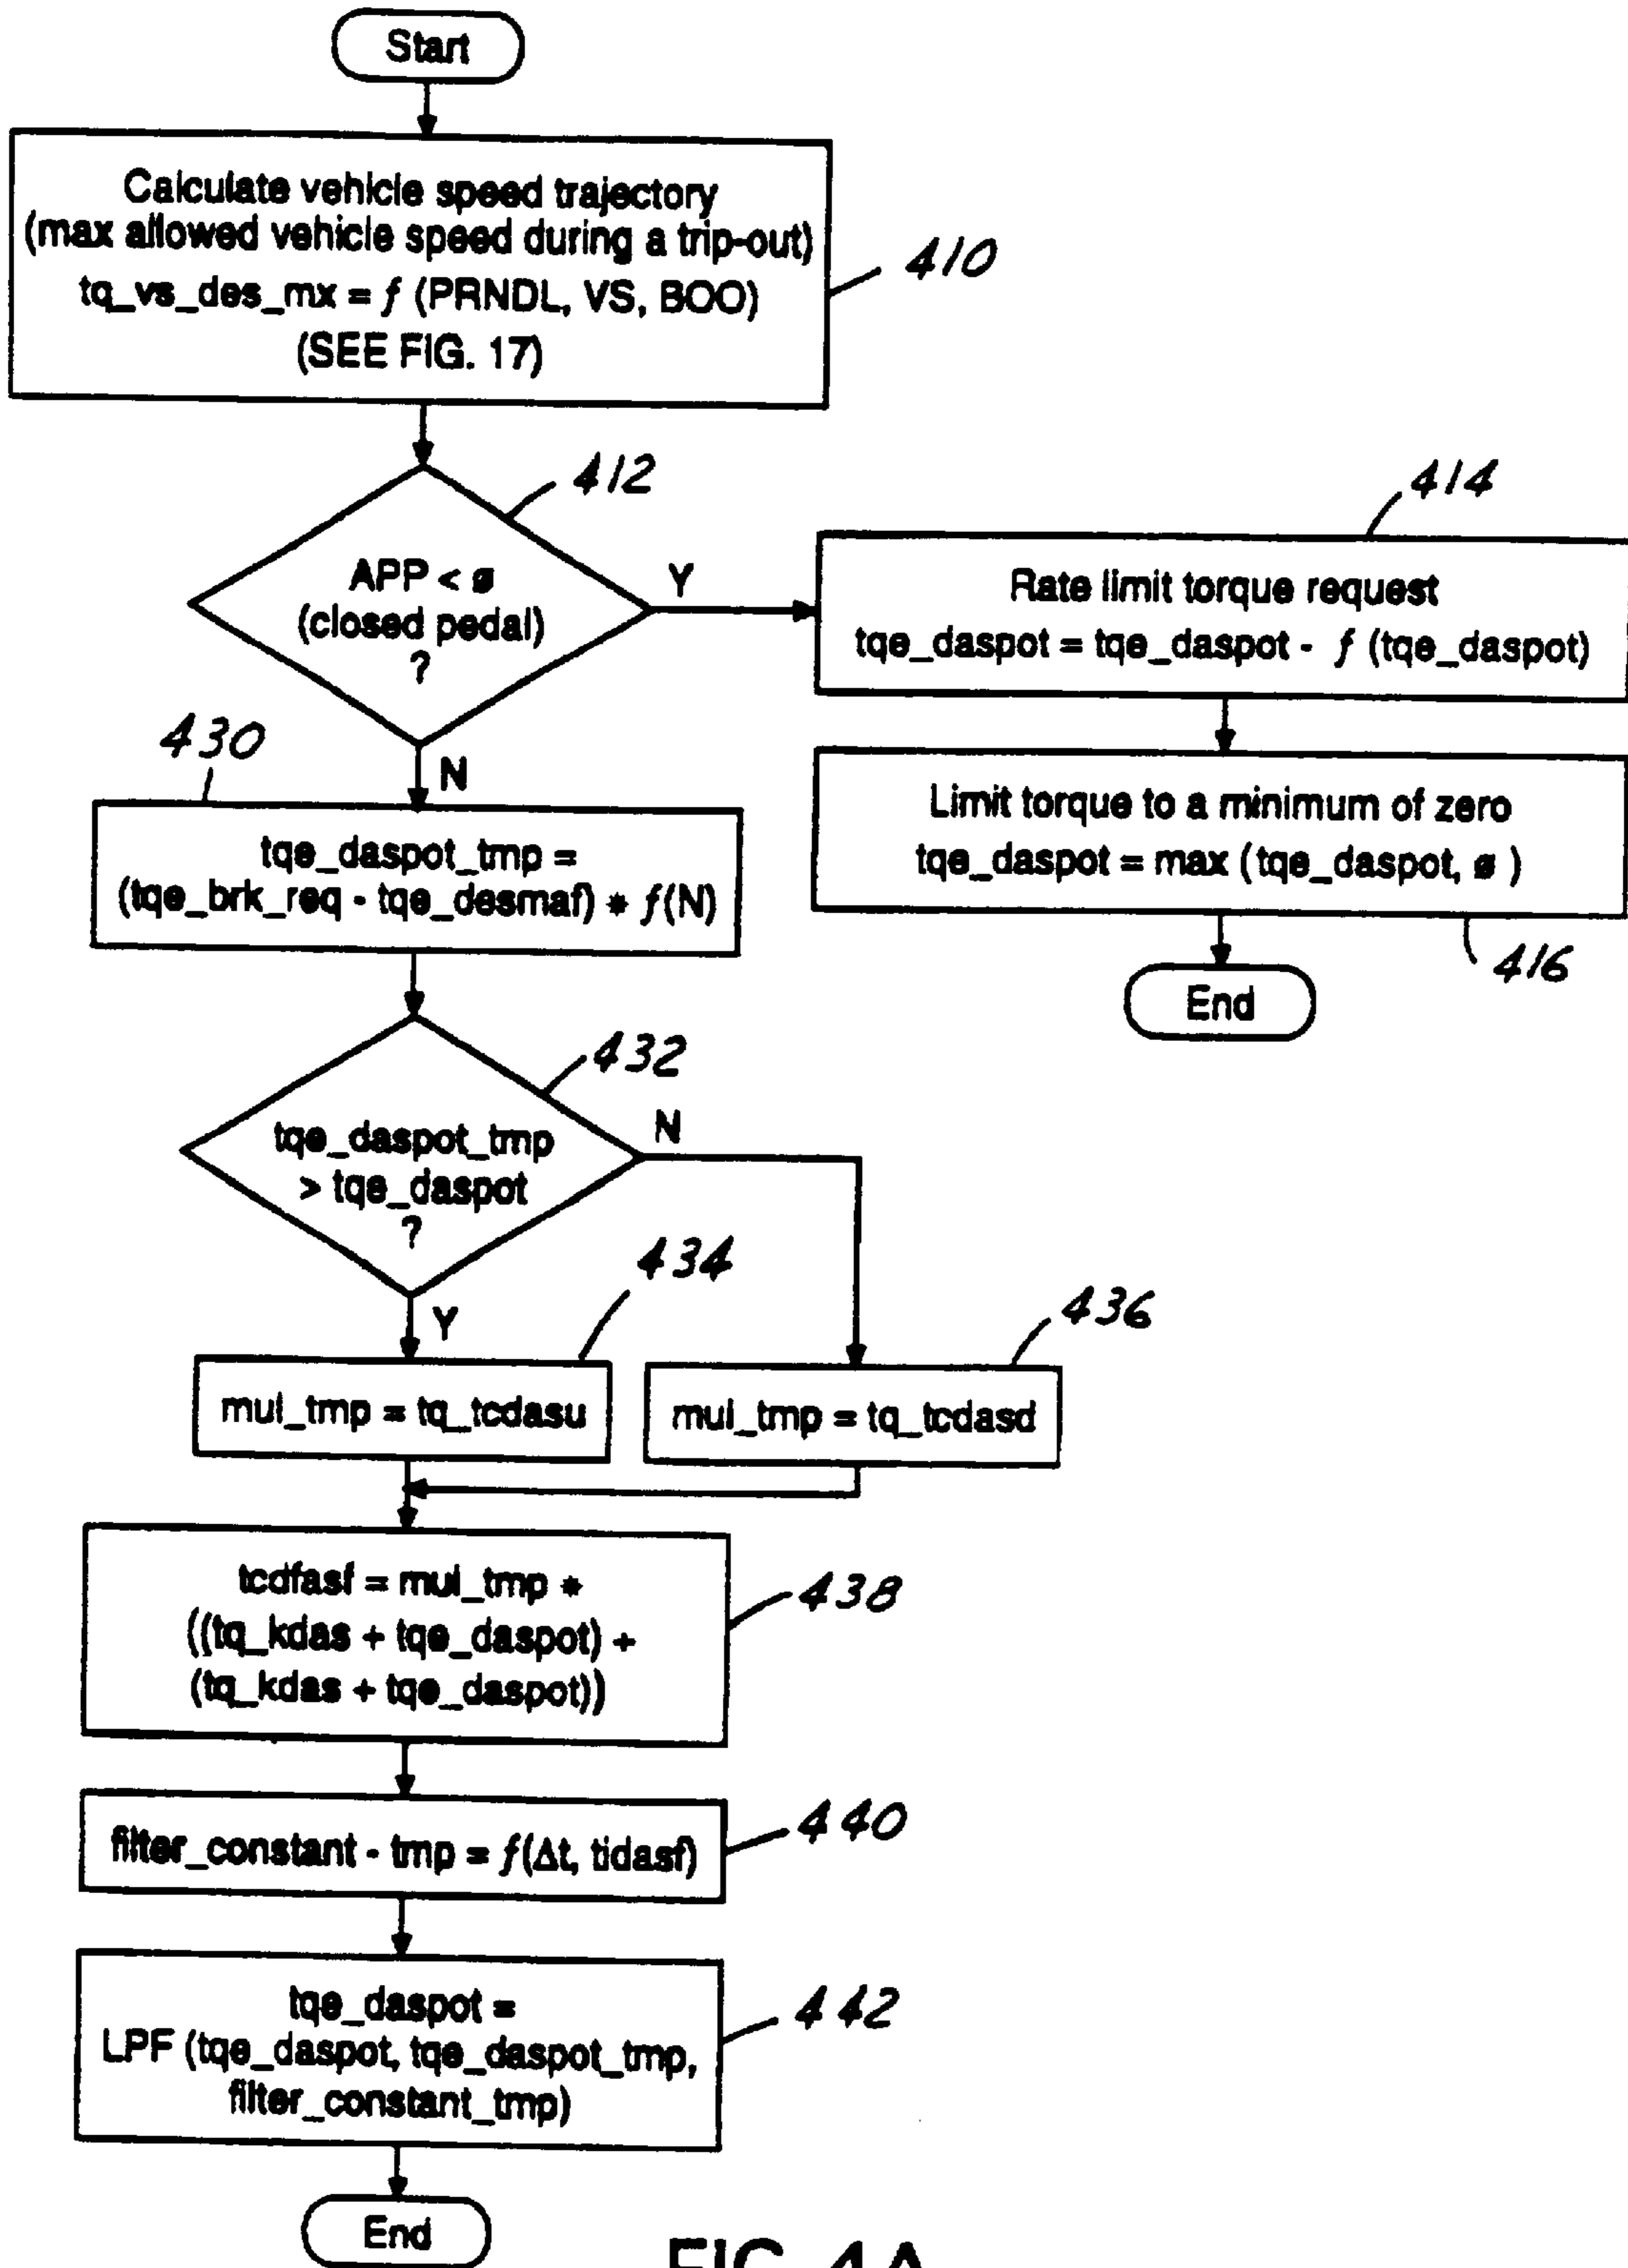 Start
Calculate vehicle speed trajectory
(max allowed vehicle speed during a trip-out)
tq_vs_des_mx = f (PRNDL, VS, BOO)
(SEE FIG. 17)
410
412
APP < ø
(closed pedal)
?
Y
N
414
Rate limit torque request
tqe_daspot = tqe_daspot - f (tqe_daspot)
Limit torque to a minimum of zero
tqe_daspot = max (tqe_daspot, ø )
416
End
430
tqe_daspot_tmp =
(tqe_brk_req - tqe_desmaf) * f(N)
432
tqe_daspot_tmp
> tqe_daspot
?
N
Y
434
mul_tmp = tq_tcdasu
436
mul_tmp = tq_tcdasd
tcdfasf = mul_tmp *
((tq_kdas + tqe_daspot) +
(tq_kdas + tqe_daspot))
438
filter_constant - tmp = f(Δt, tidasf)
440
tqe_daspot =
LPF (tqe_daspot, tqe_daspot_tmp,
filter_constant_tmp)
442
End
FIG. 4A